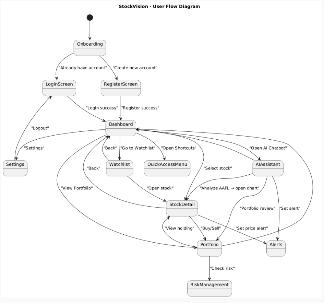 StockVision - User Flow Diagram
Onboarding
"Already have account"
"Create new account"
LoginScreen
RegisterScreen
"Login success"
"Register success"
Dashboard
"Logout"
"Settings"
"Back"
"Go to Watchlist"
"Open Shortcuts"
"Open AI Chatbot"
Settings
Watchlist
QuickAccessMenu
AIAssistant
"View Portfolio"
"Back"
"Select stock"
"Open stock"
"Analyze AAPL → open chart"
StockDetail
"Portfolio review"
"Set alert"
"View holding"
"Buy/Sell"
"Set price alert"
Portfolio
Alerts
"Check risk"
RiskManagement